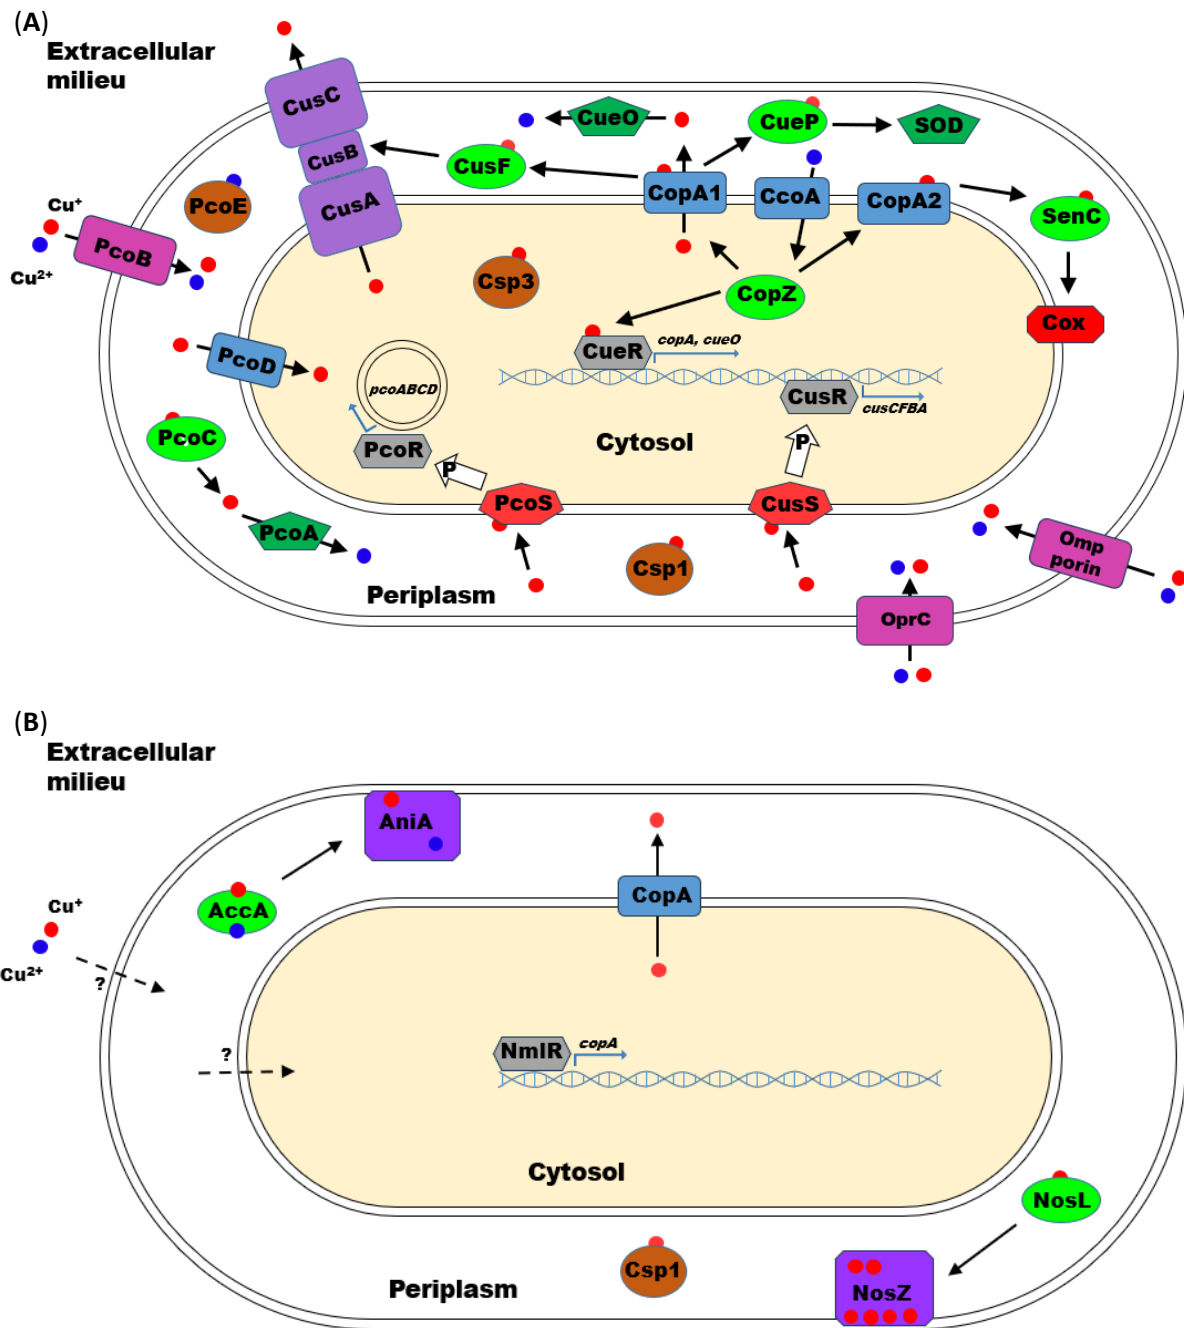 (A)
Extracellular
milieu
CusC
CusB
CusA
CusF
CueO
CueP
SOD
PcoE
CopA1
CcoA
CopA2
SenC
Cu⁺
Cu²⁺
PcoB
Csp3
CopZ
Cox
PcoD
CueR
copA, cueO
pcoABCD
CusR
cusCFBA
PcoC
PcoR
Cytosol
P
P
PcoS
CusS
PcoA
Csp1
Omp
porin
Periplasm
OprC
(B)
Extracellular
milieu
AniA
AccA
CopA
Cu⁺
Cu²⁺
?
?
NmlR
copA
Cytosol
NosL
Csp1
Periplasm
NosZ